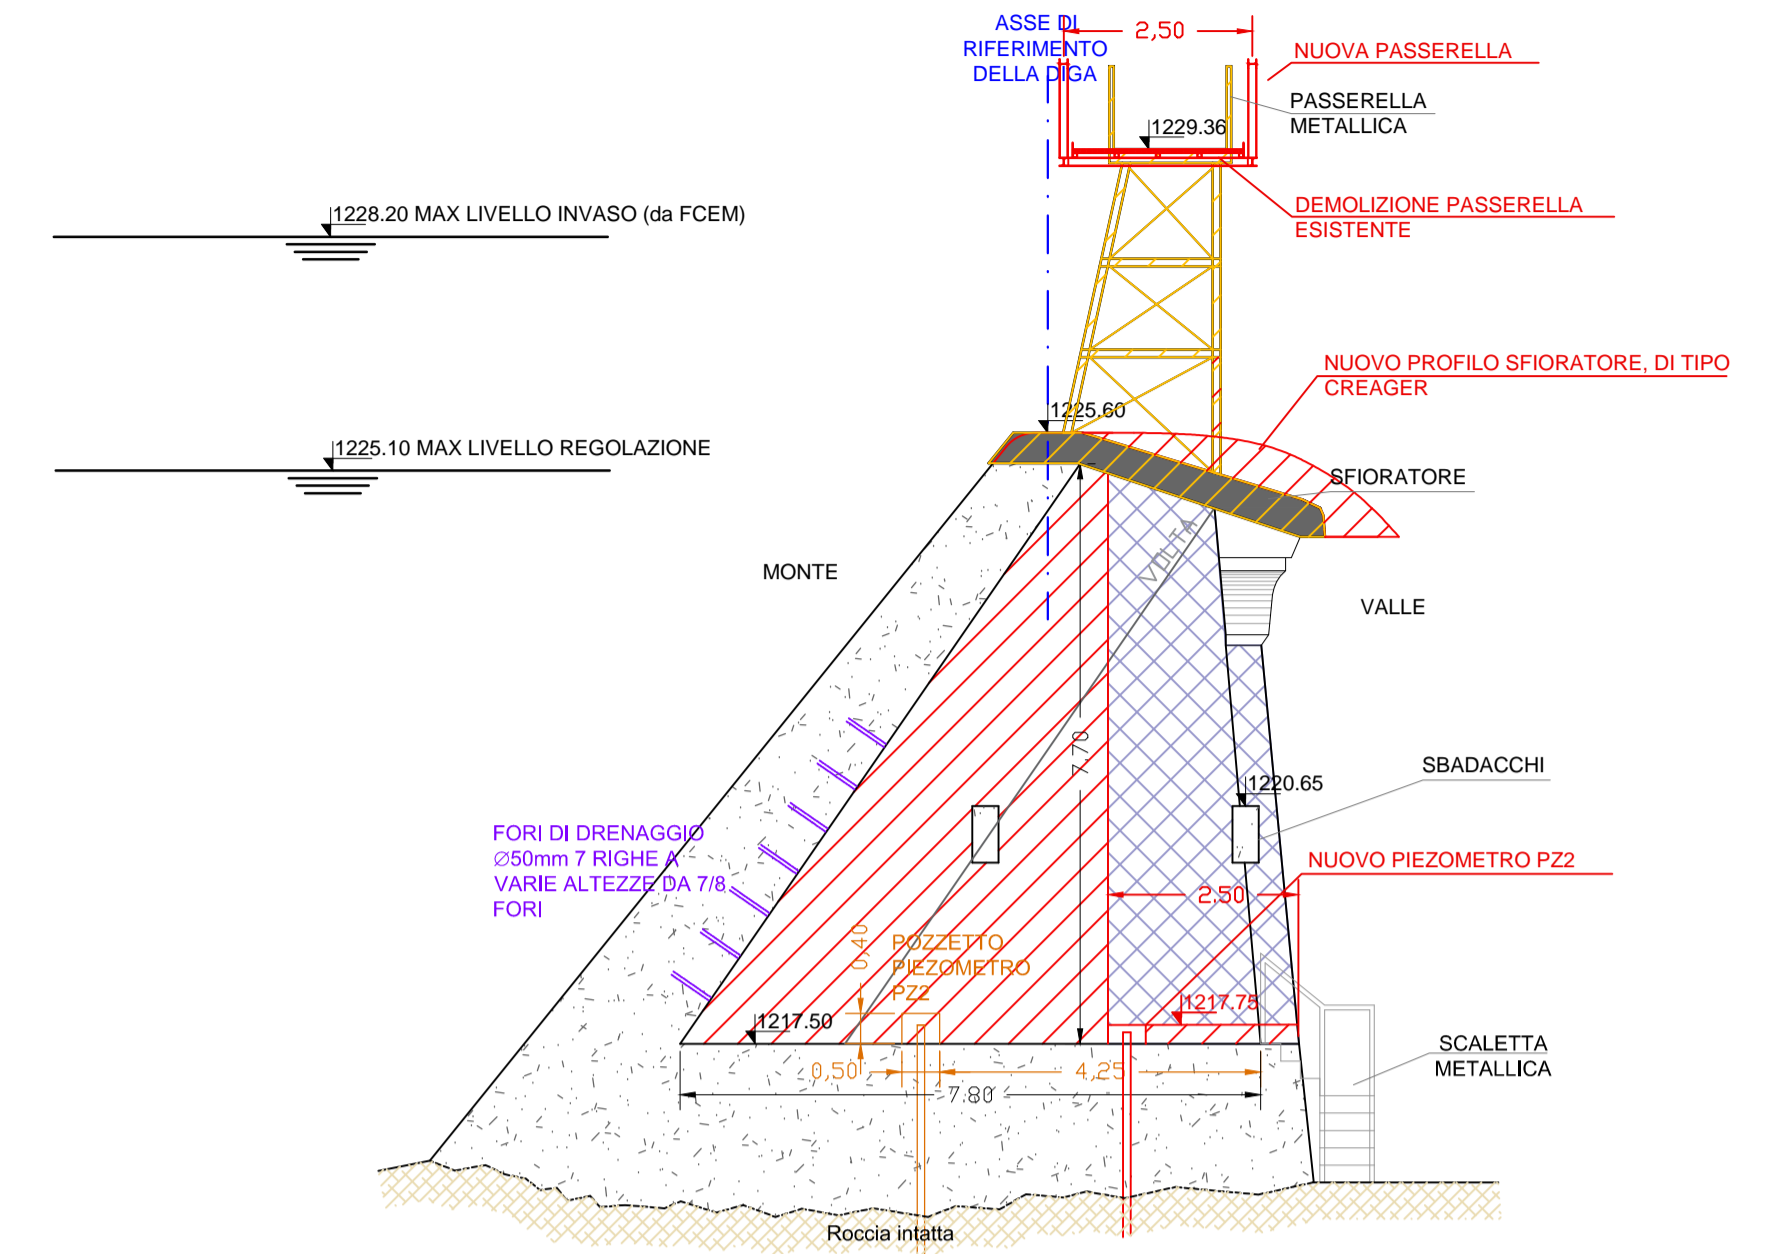 ASSE DI
RIFERIMENTO
DELLA DIGA
2,50
NUOVA PASSERELLA
PASSERELLA
METALLICA
1229.36
DEMOLIZIONE PASSERELLA
ESISTENTE
1228.20 MAX LIVELLO INVASO (da FCEM)
NUOVO PROFILO SFIORATORE, DI TIPO
CREAGER
1225.60
1225.10 MAX LIVELLO REGOLAZIONE
SFIORATORE
VOLTA
MONTE
VALLE
7,70
SBADACCHI
1220.65
FORI DI DRENAGGIO
Ø50mm 7 RIGHE A
VARIE ALTEZZE DA 7/8
FORI
NUOVO PIEZOMETRO PZ2
2.50
0,40
POZZETTO
PIEZOMETRO
PZ2
1217.75
1217.50
SCALETTA
METALLICA
0,50
4,25
7.80
Roccia intatta